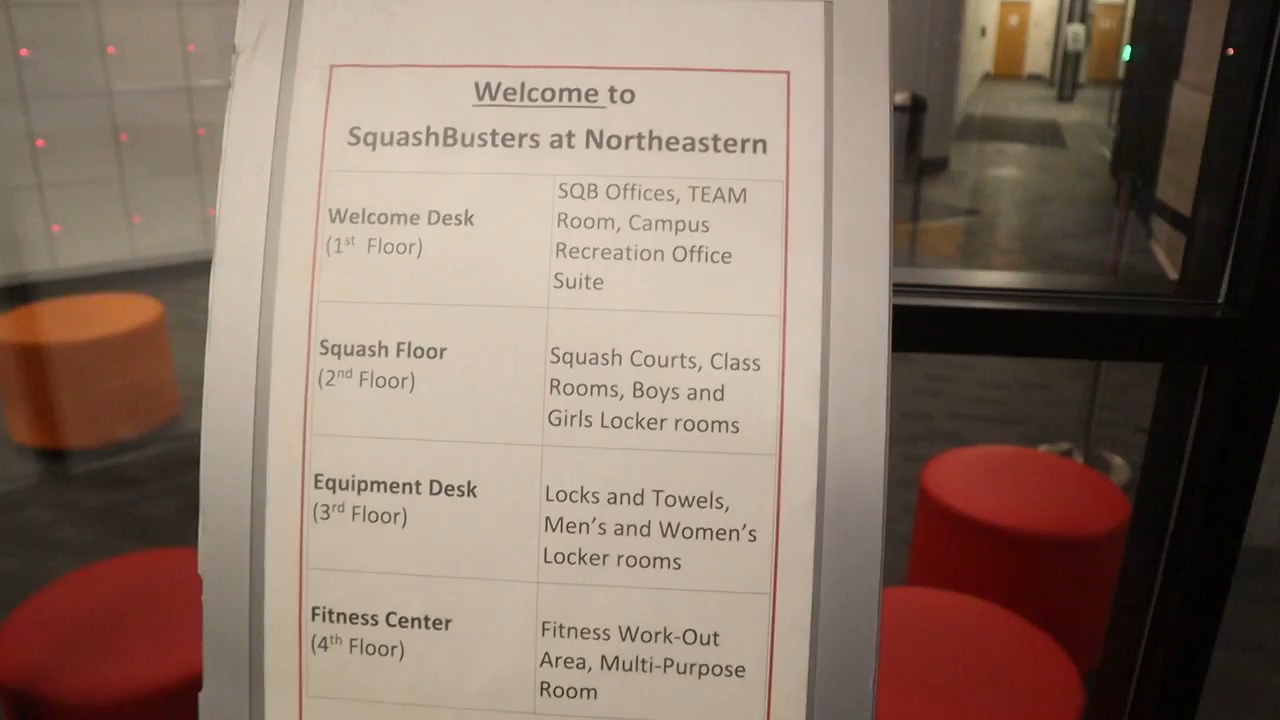 Welcome to
SquashBusters at Northeastern
Welcome Desk
(1st Floor)
SQB Offices, TEAM
Room, Campus
Recreation Office
Suite
Squash Floor
(2nd Floor)
Squash Courts, Class
Rooms, Boys and
Girls Locker rooms
Equipment Desk
(3rd Floor)
Locks and Towels,
Men's and Women's
Locker rooms
Fitness Center
(4th Floor)
Fitness Work-Out
Area, Multi-Purpose
Room